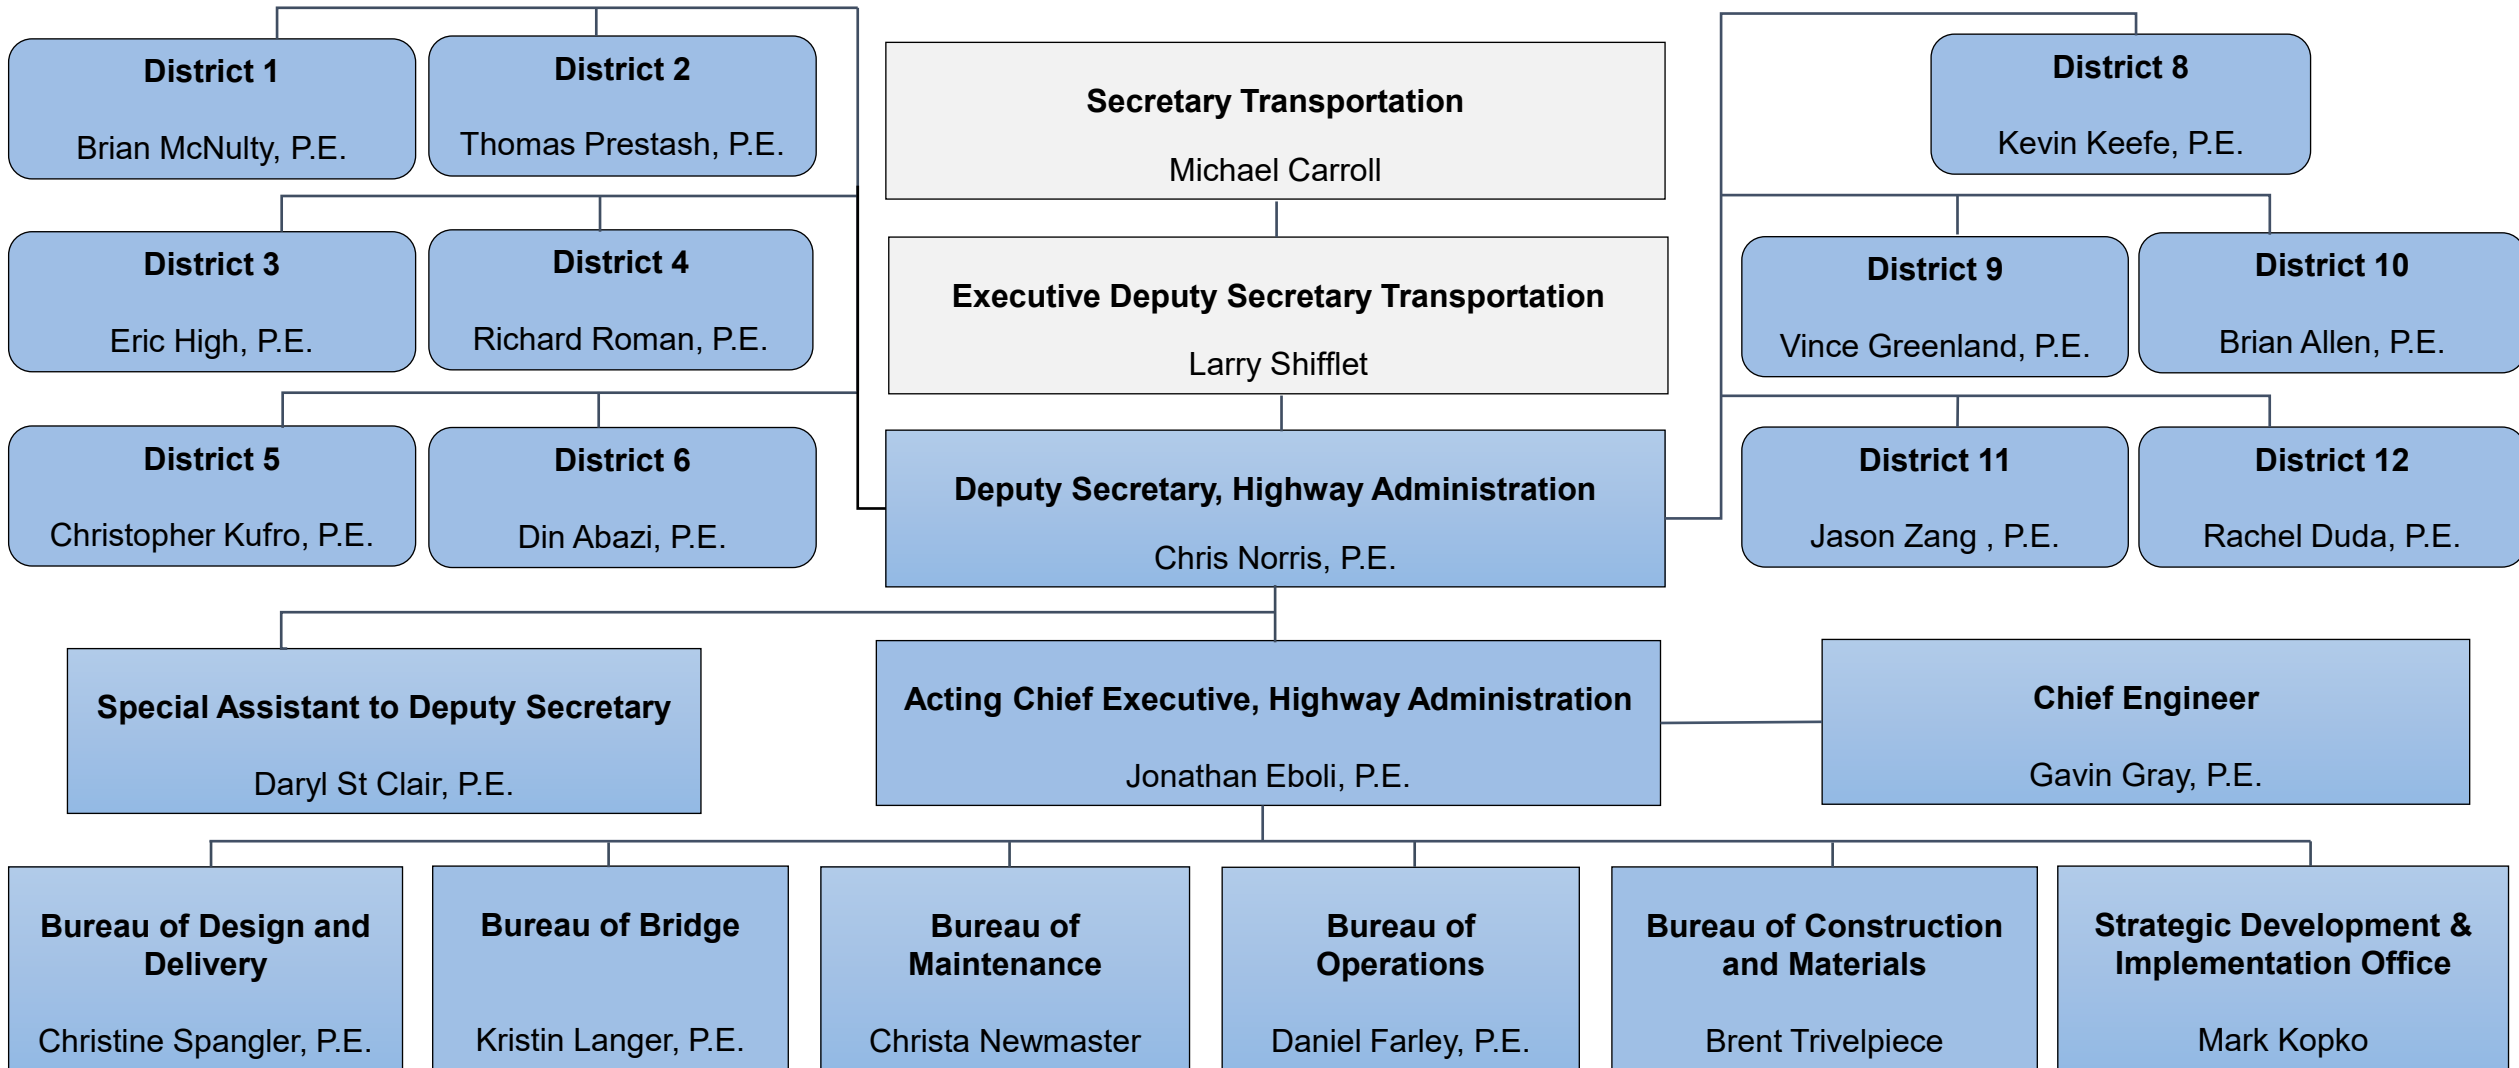 District 1
Brian McNulty, P.E.
District 2
Thomas Prestash, P.E.
Secretary Transportation
Michael Carroll
District 8
Kevin Keefe, P.E.
District 3
Eric High, P.E.
District 4
Richard Roman, P.E.
Executive Deputy Secretary Transportation
Larry Shifflet
District 9
Vince Greenland, P.E.
District 10
Brian Allen, P.E.
District 5
Christopher Kufro, P.E.
District 6
Din Abazi, P.E.
Deputy Secretary, Highway Administration
Chris Norris, P.E.
District 11
Jason Zang , P.E.
District 12
Rachel Duda, P.E.
Special Assistant to Deputy Secretary
Daryl St Clair, P.E.
Acting Chief Executive, Highway Administration
Jonathan Eboli, P.E.
Chief Engineer
Gavin Gray, P.E.
Bureau of Design and
Delivery
Christine Spangler, P.E.
Bureau of Bridge
Kristin Langer, P.E.
Bureau of
Maintenance
Christa Newmaster
Bureau of
Operations
Daniel Farley, P.E.
Bureau of Construction
and Materials
Brent Trivelpiece
Strategic Development &
Implementation Office
Mark Kopko